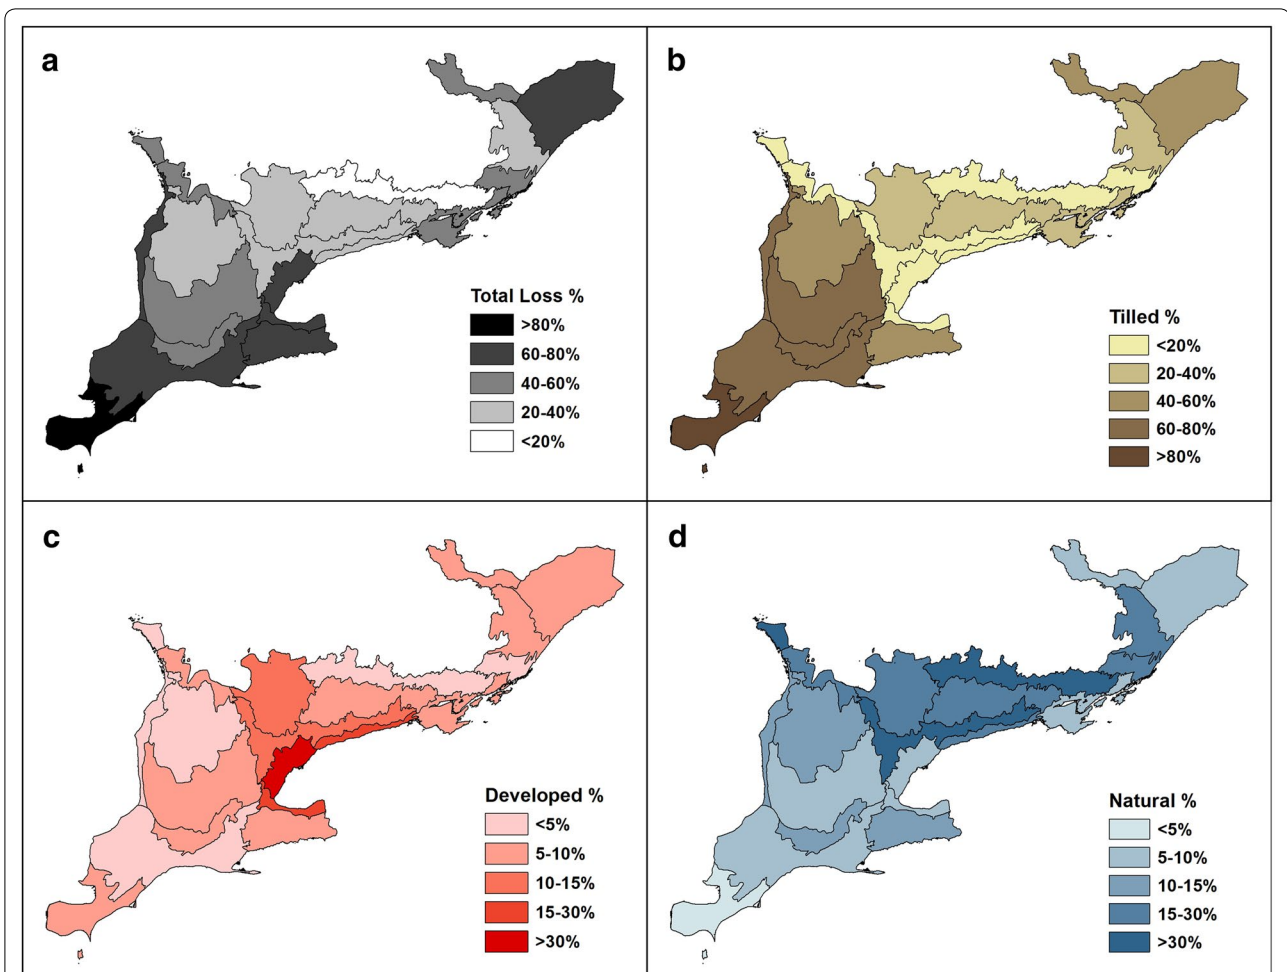 a
Total Loss %
>80%
60-80%
40-60%
20-40%
<20%
b
Tilled %
<20%
20-40%
40-60%
60-80%
>80%
c
Developed %
<5%
5-10%
10-15%
15-30%
>30%
d
Natural %
<5%
5-10%
10-15%
15-30%
>30%